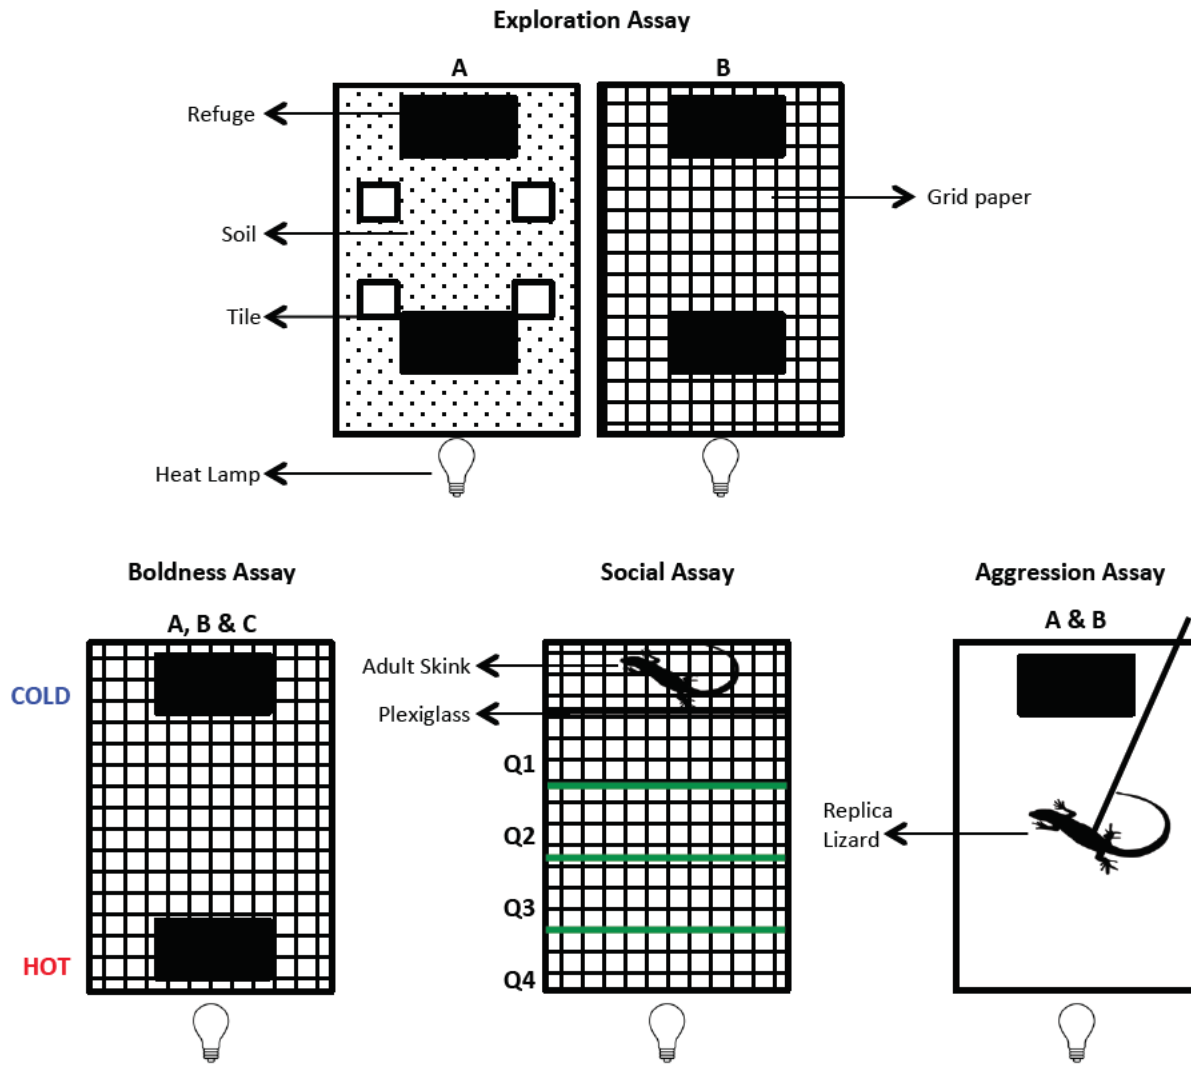 Exploration Assay
A
B
Refuge
Grid paper
Soil
Tile
Heat Lamp
Boldness Assay
Social Assay
Aggression Assay
A, B & C
A & B
Adult Skink
COLD
Plexiglass
Q1
Replica
Lizard
Q2
Q3
HOT
Q4